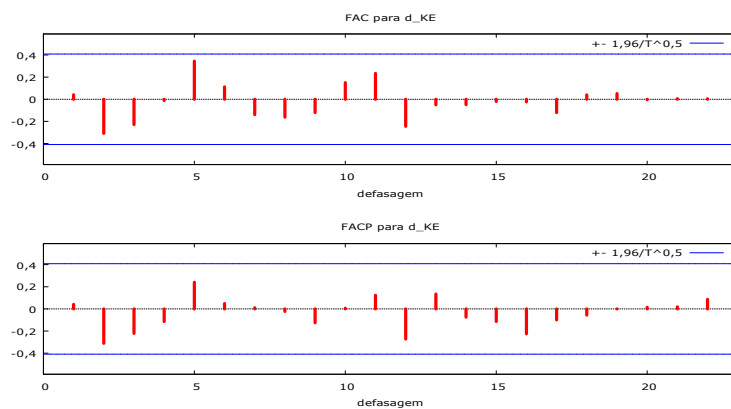 FAC para d_KE
+- 1,96/T^0,5
0,4
0,2
0
-0,2
-0,4
0 5 10 15 20
defasagem
FACP para d_KE
+- 1,96/T^0,5
0,4
0,2
0
-0,2
-0,4
0 5 10 15 20
defasagem